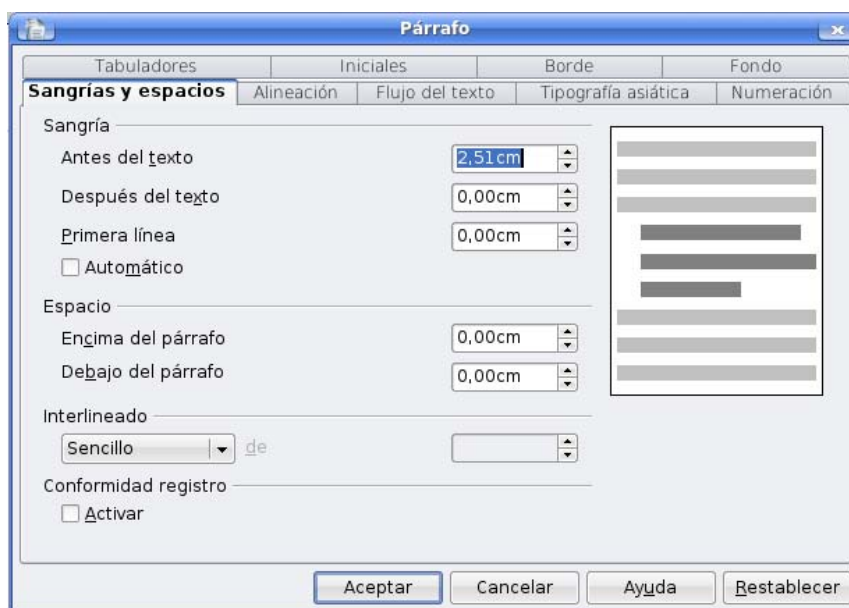 Párrafo
Tabuladores Iniciales Borde Fondo
Sangrías y espacios Alineación Flujo del texto Tipografía asiática Numeración
Sangría
Antes del texto 2,51cm
Después del texto 0,00cm
Primera línea 0,00cm
Automático
Espacio
Encima del párrafo 0,00cm
Debajo del párrafo 0,00cm
Interlineado
Sencillo de
Conformidad registro
Activar
Aceptar Cancelar Ayuda Restablecer